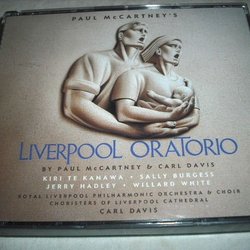 PAUL McCARTNEY'S
LIVERPOOL ORATORIO
BY PAUL McCARTNEY & CARL DAVIS
KIRI TE KANAWA • SALLY BURGESS
JERRY HADLEY • WILLARD WHITE
ROYAL LIVERPOOL PHILHARMONIC ORCHESTRA & CHOIR
CHORISTERS OF LIVERPOOL CATHEDRAL
CARL DAVIS